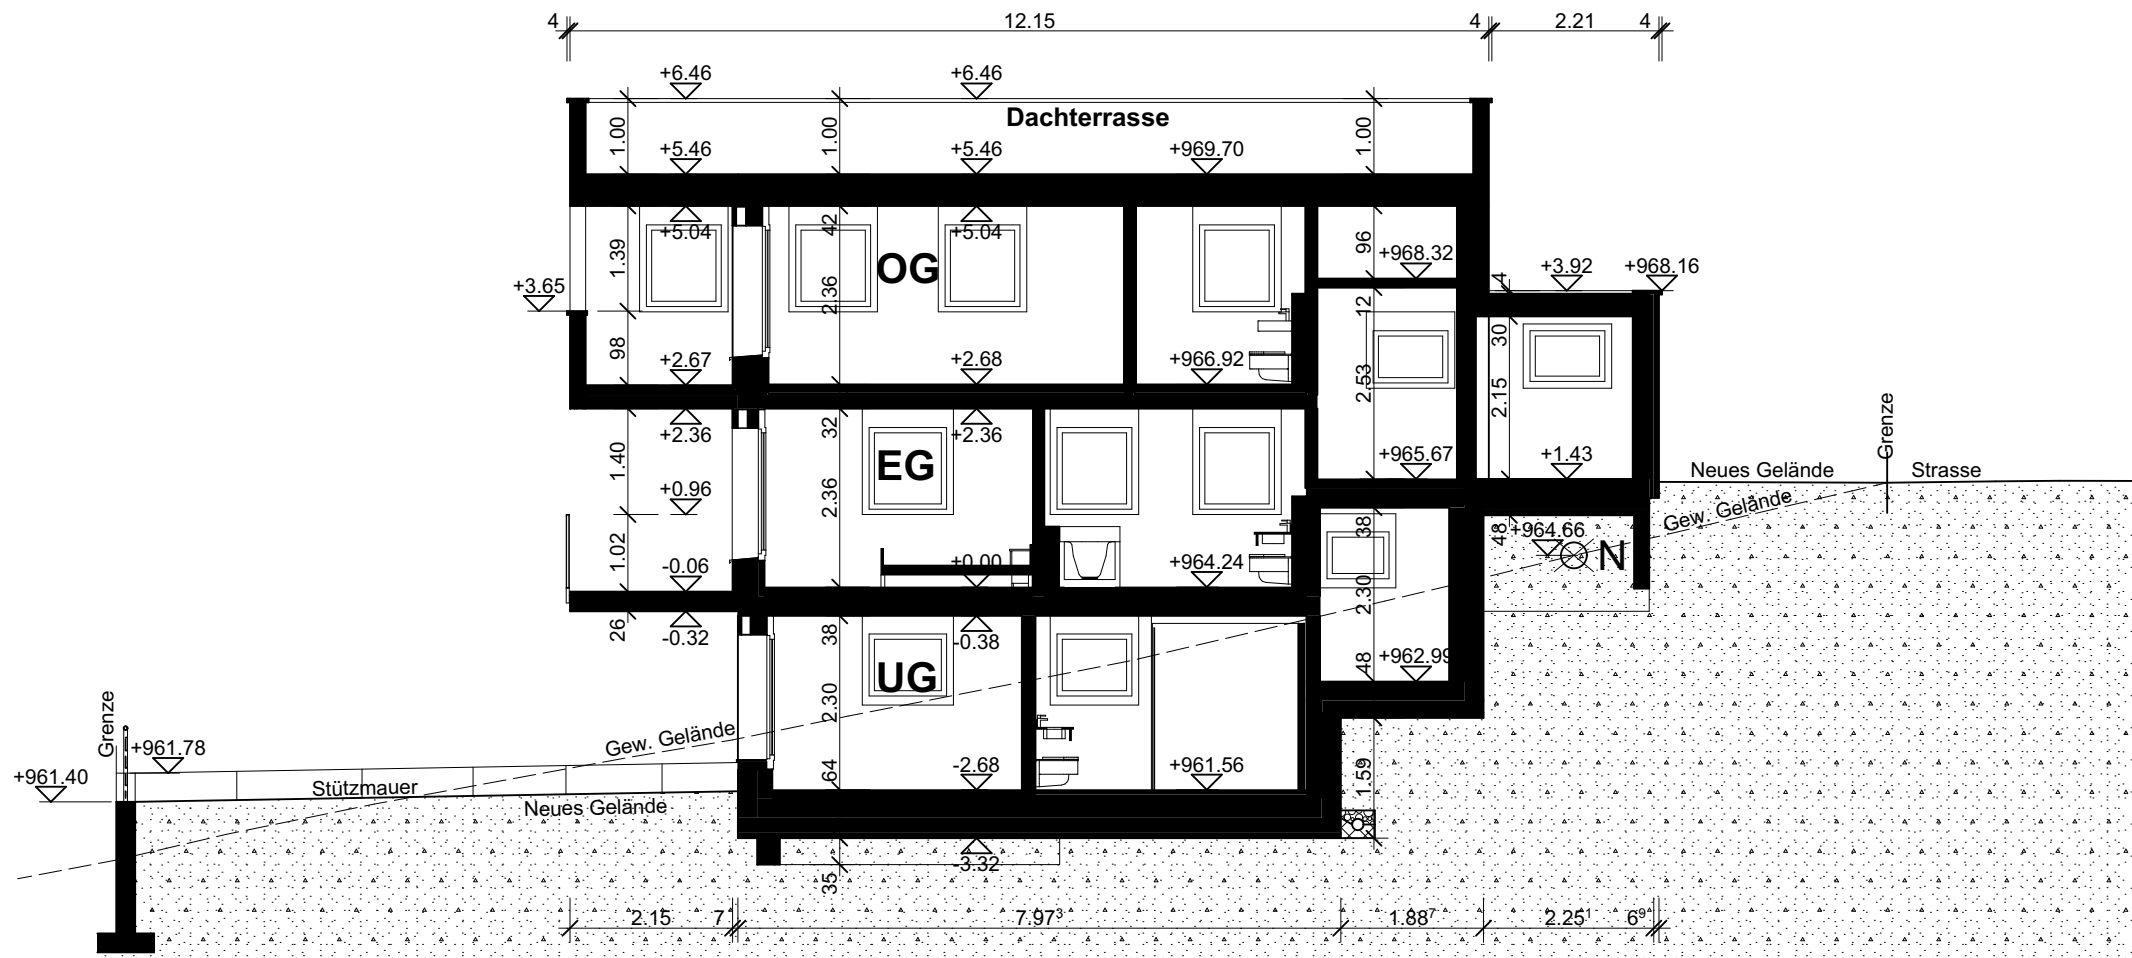 4 12.15 4 2.21 4
+6.46 +6.46
Dachterrasse
1.00 1.00 1.00
+5.46 +5.46 +969.70
+5.04 42 +5.04
1.39 OG 2.36 96 +968.32
+3.65 4 +3.92 +968.16
12 30
98 +2.67 +2.68 +966.92 2.53 2.15
+2.36 32 +2.36
1.40 EG +965.67 +1.43
Grenze
Neues Gelände Strasse
+0.96 2.36
Gew. Gelände
38 48 +964.66 N
1.02 -0.06 +0.00 +964.24 2.30
26 -0.32 38 -0.38
48 +962.99
UG
2.30
Grenze
Gew. Gelände
+961.78
+961.40 64 -2.68 +961.56 1.59
Stützmauer
Neues Gelände
-3.32
35
2.15 7 7.97³ 1.88⁷ 2.25¹ 6⁹